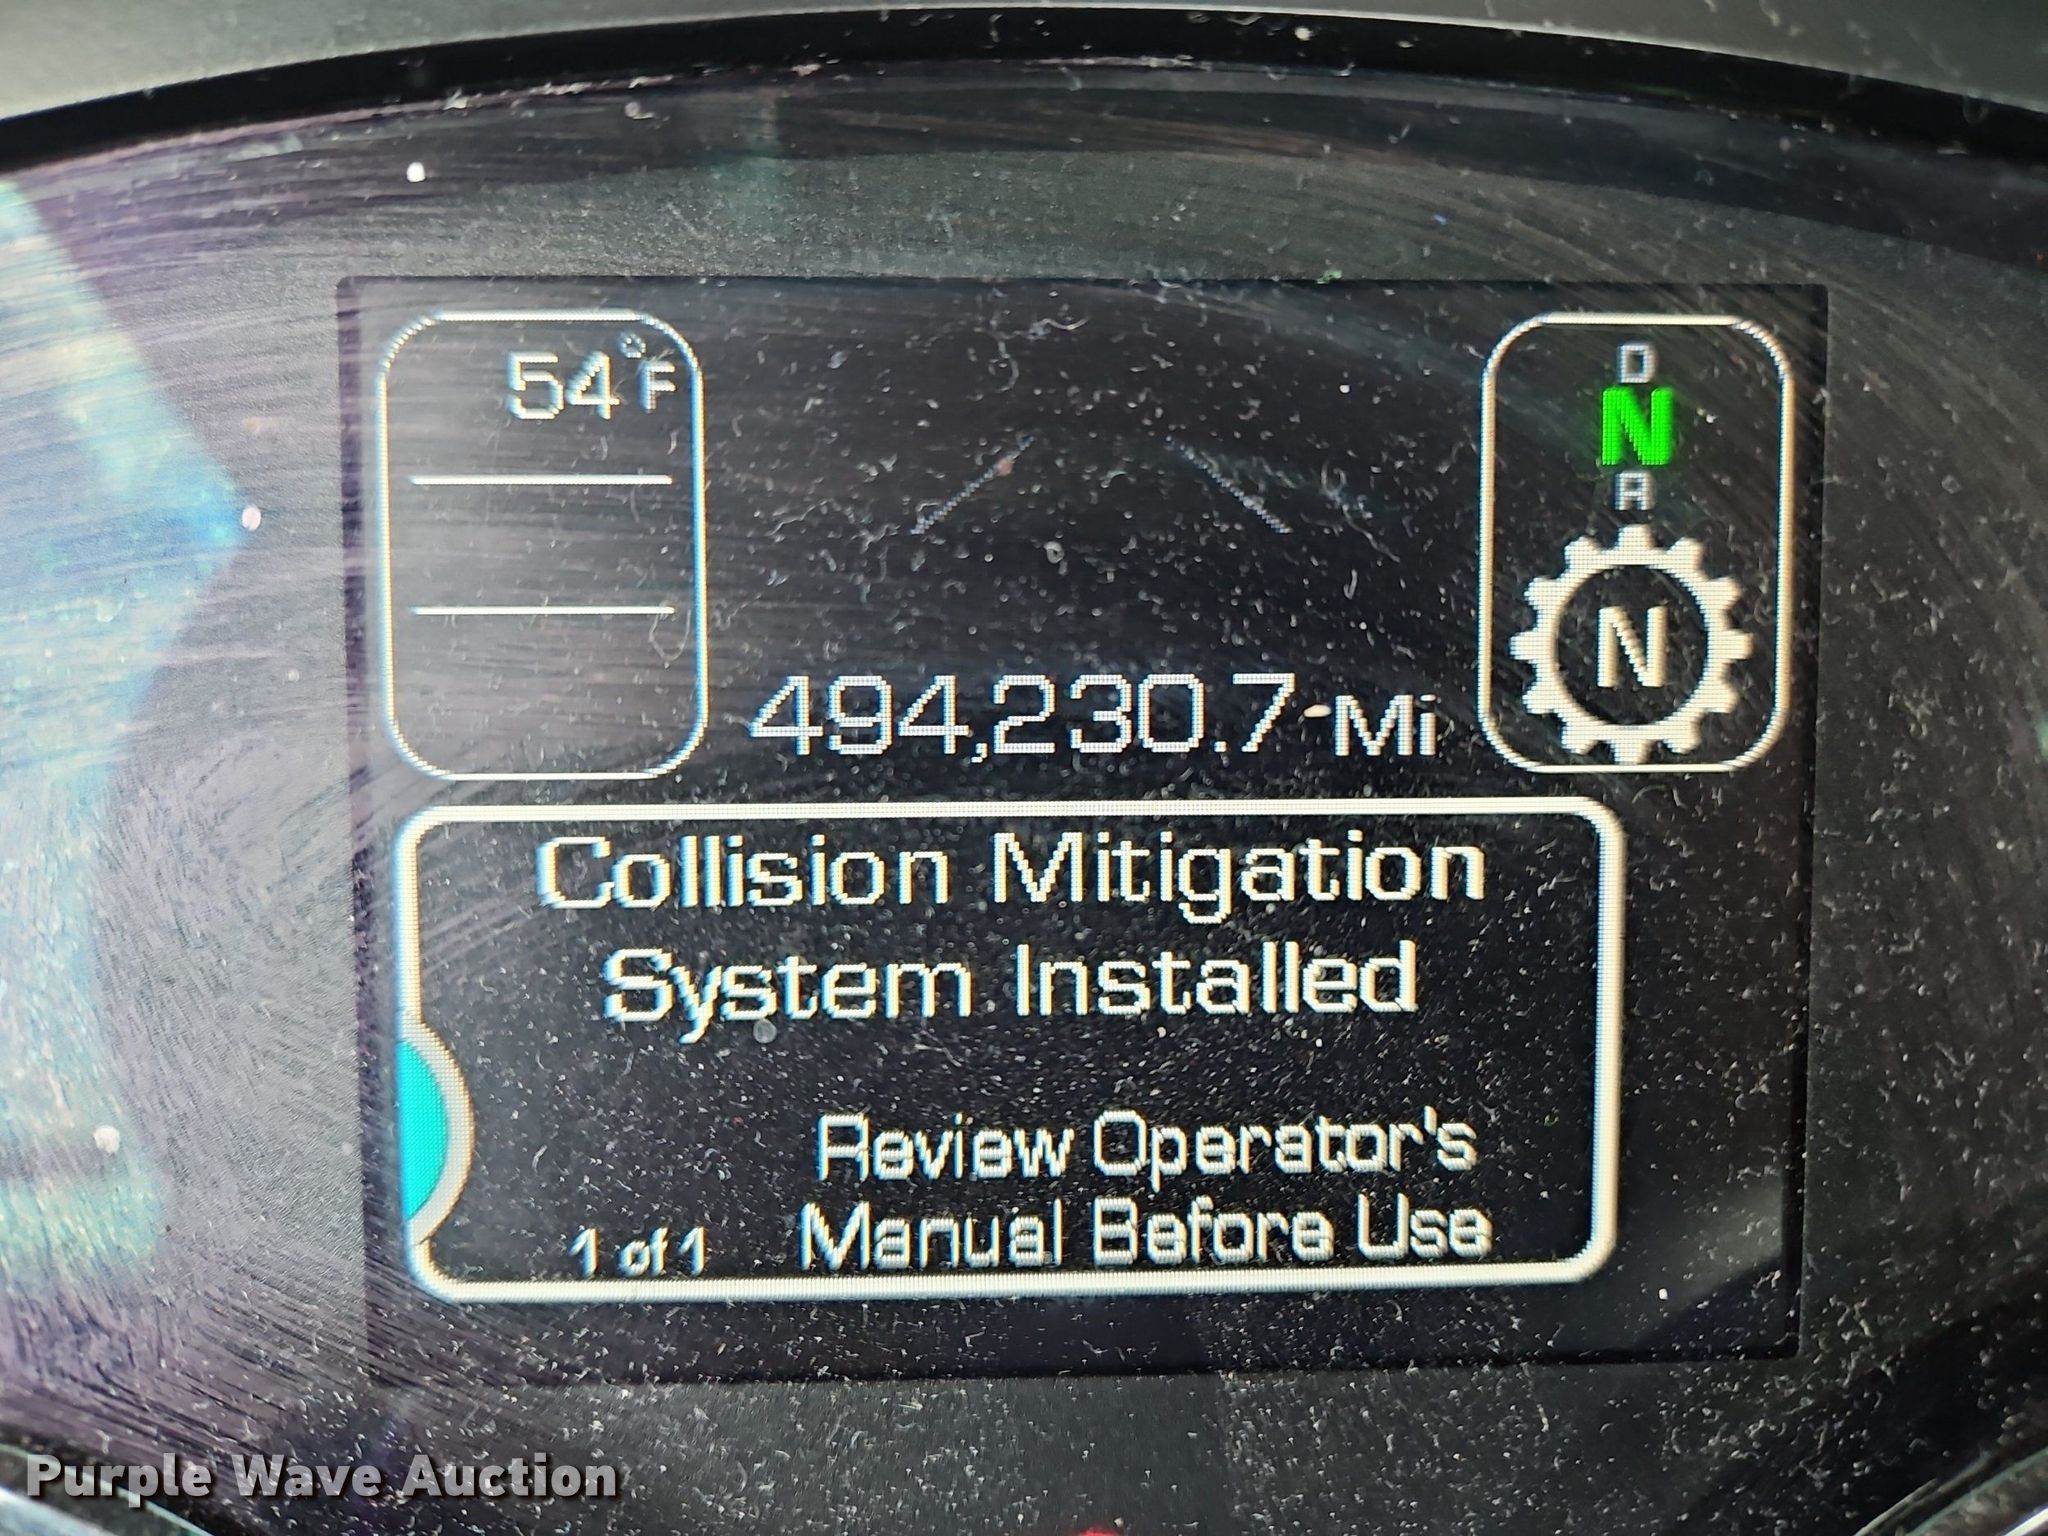 54°F
D
N
R
N
494,230.7 Mi
Collision Mitigation
System Installed
Review Operator's
Manual Before Use
1 of 1
Purple Wave Auction